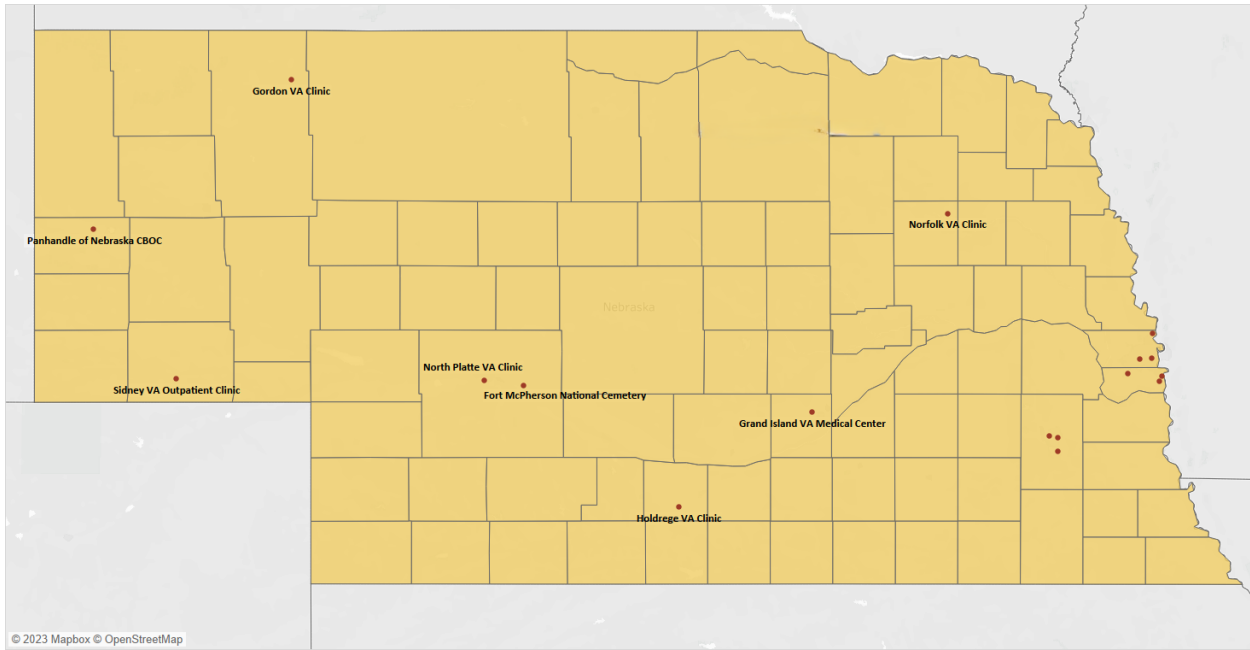 Gordon VA Clinic
Norfolk VA Clinic
Panhandle of Nebraska CBOC
Nebraska
North Platte VA Clinic
Sidney VA Outpatient Clinic
Fort McPherson National Cemetery
Grand Island VA Medical Center
Holdrege VA Clinic
© 2023 Mapbox © OpenStreetMap